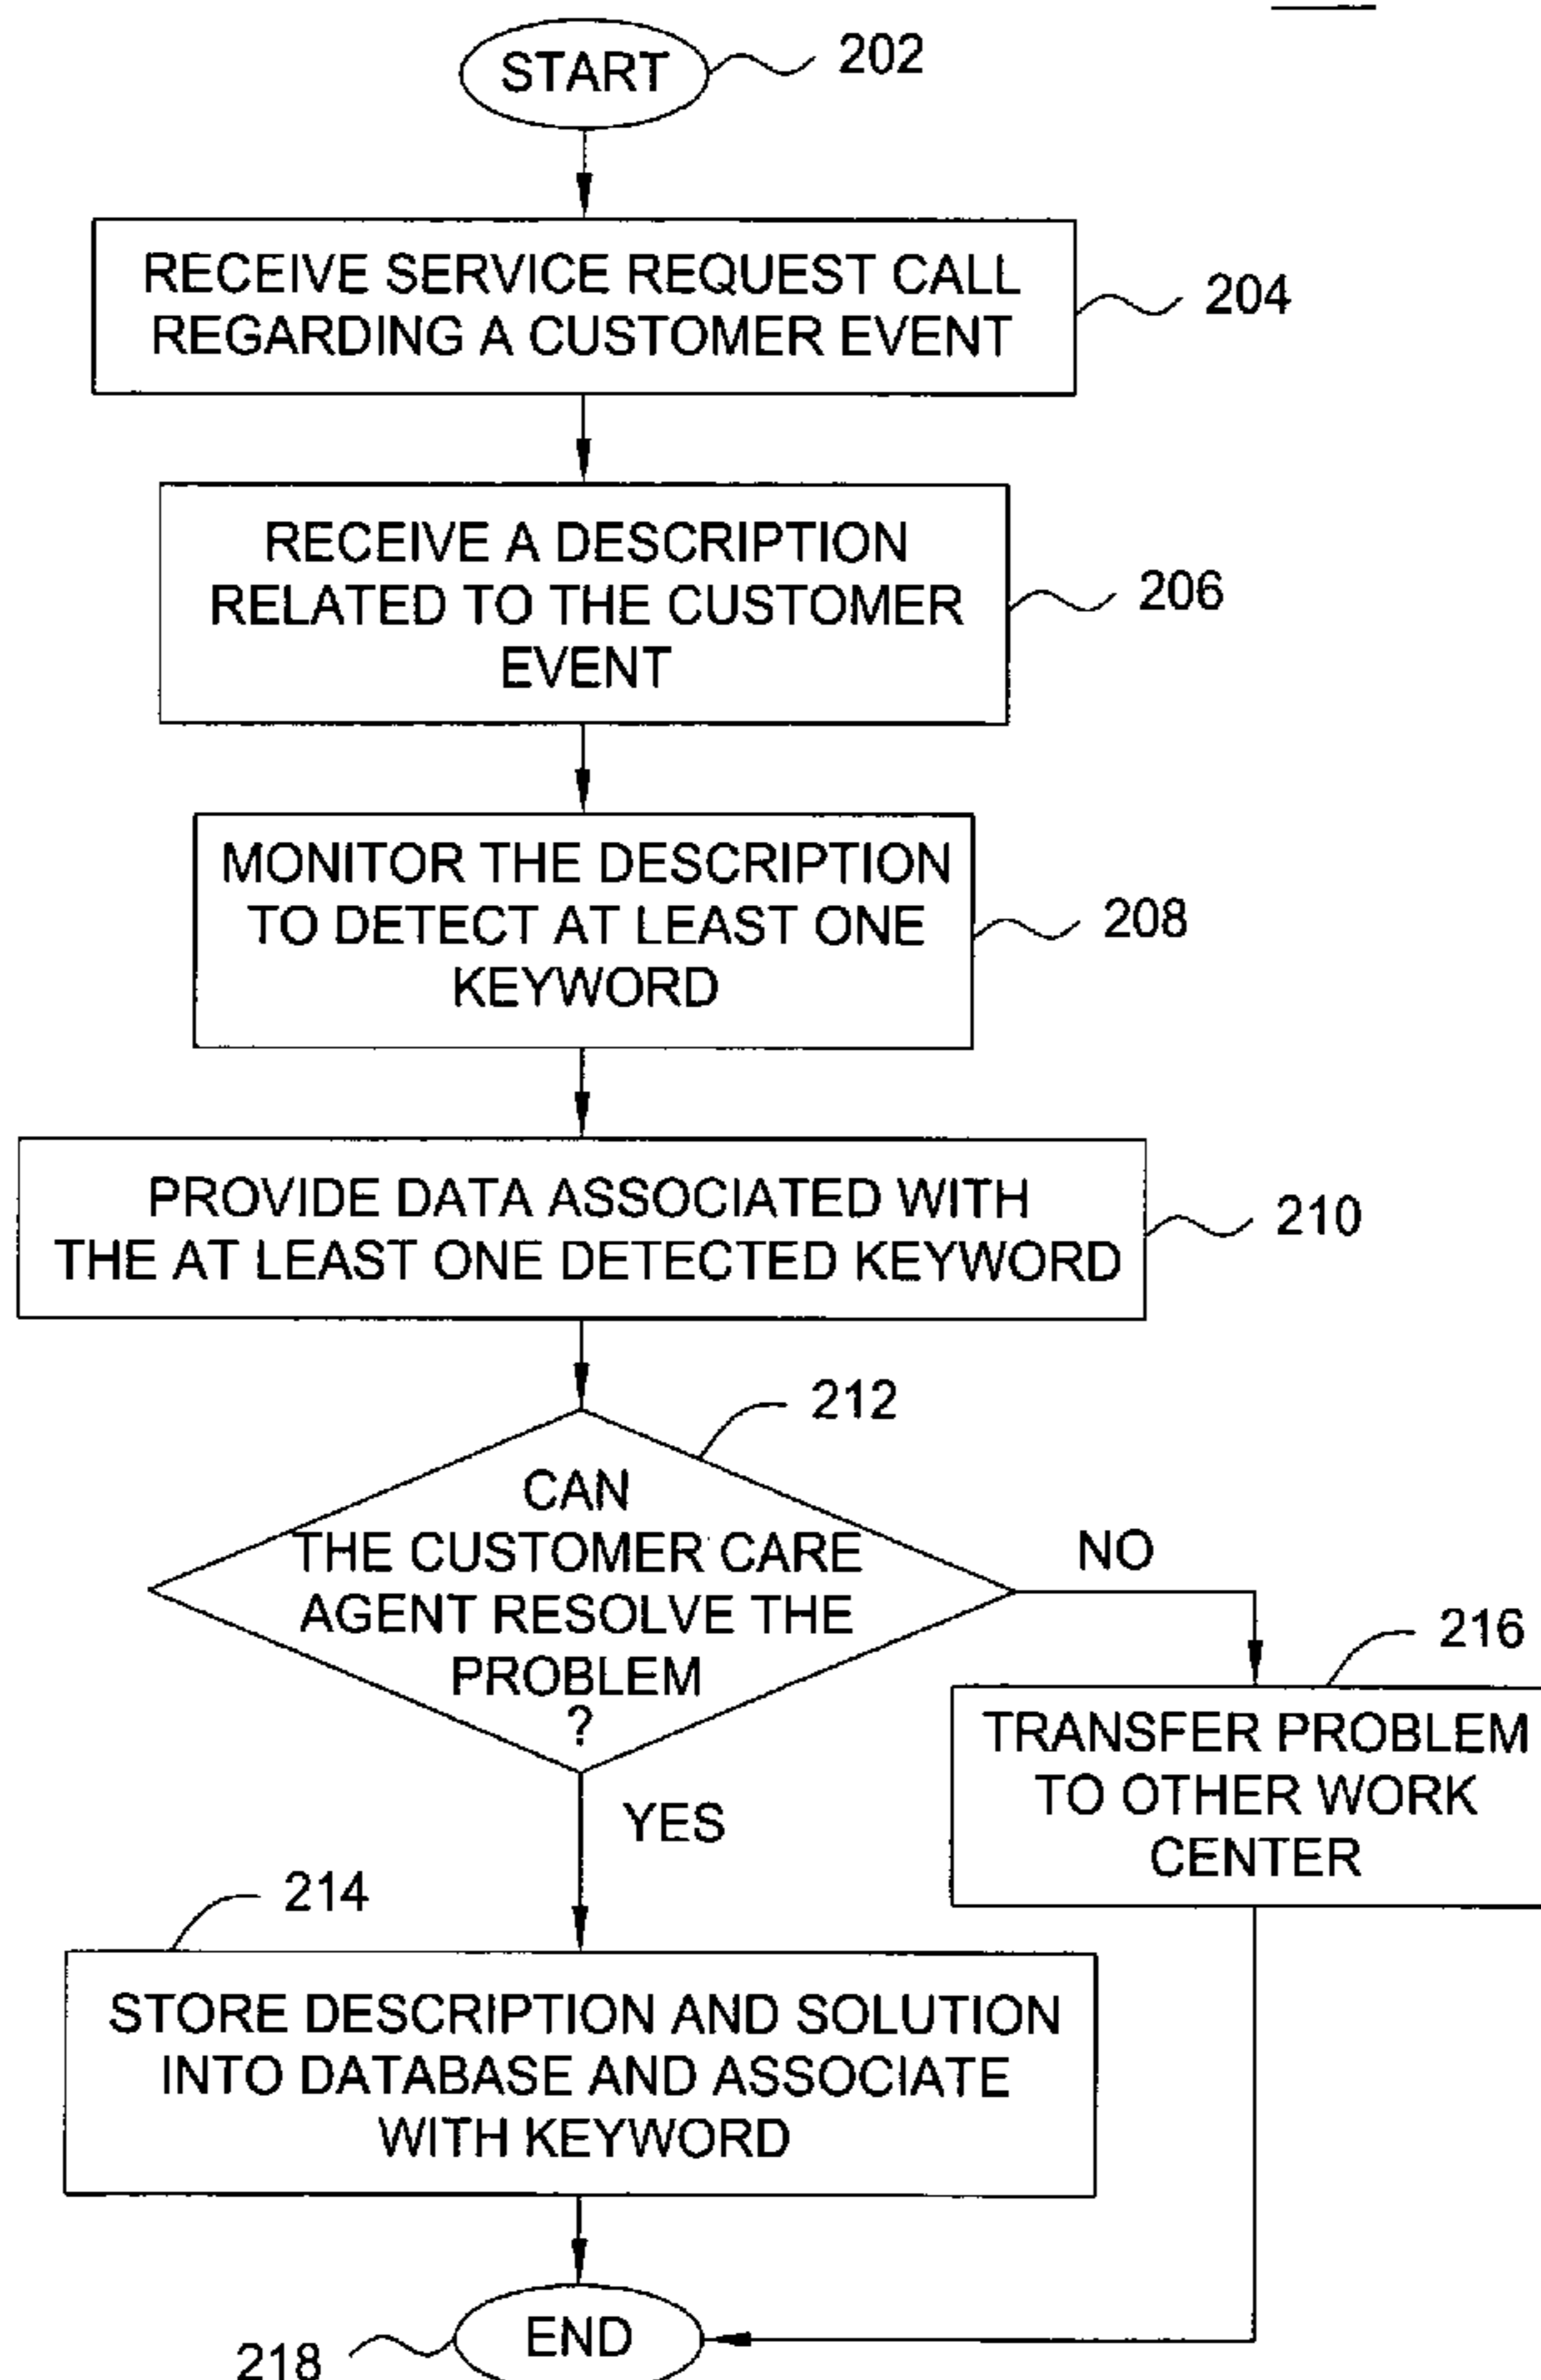 START
202
RECEIVE SERVICE REQUEST CALL
REGARDING A CUSTOMER EVENT
204
RECEIVE A DESCRIPTION
RELATED TO THE CUSTOMER
EVENT
206
MONITOR THE DESCRIPTION
TO DETECT AT LEAST ONE
KEYWORD
208
PROVIDE DATA ASSOCIATED WITH
THE AT LEAST ONE DETECTED KEYWORD
210
212
CAN
THE CUSTOMER CARE
AGENT RESOLVE THE
PROBLEM
?
NO
216
TRANSFER PROBLEM
TO OTHER WORK
CENTER
YES
214
STORE DESCRIPTION AND SOLUTION
INTO DATABASE AND ASSOCIATE
WITH KEYWORD
END
218